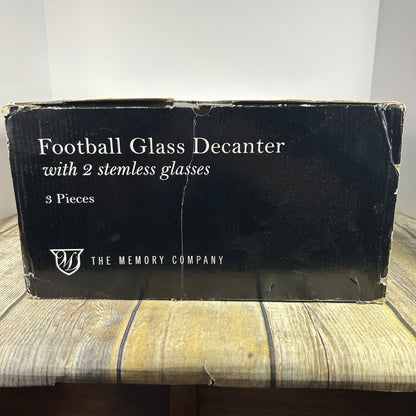 Football Glass Decanter
with 2 stemless glasses
3 Pieces
M THE MEMORY COMPANY